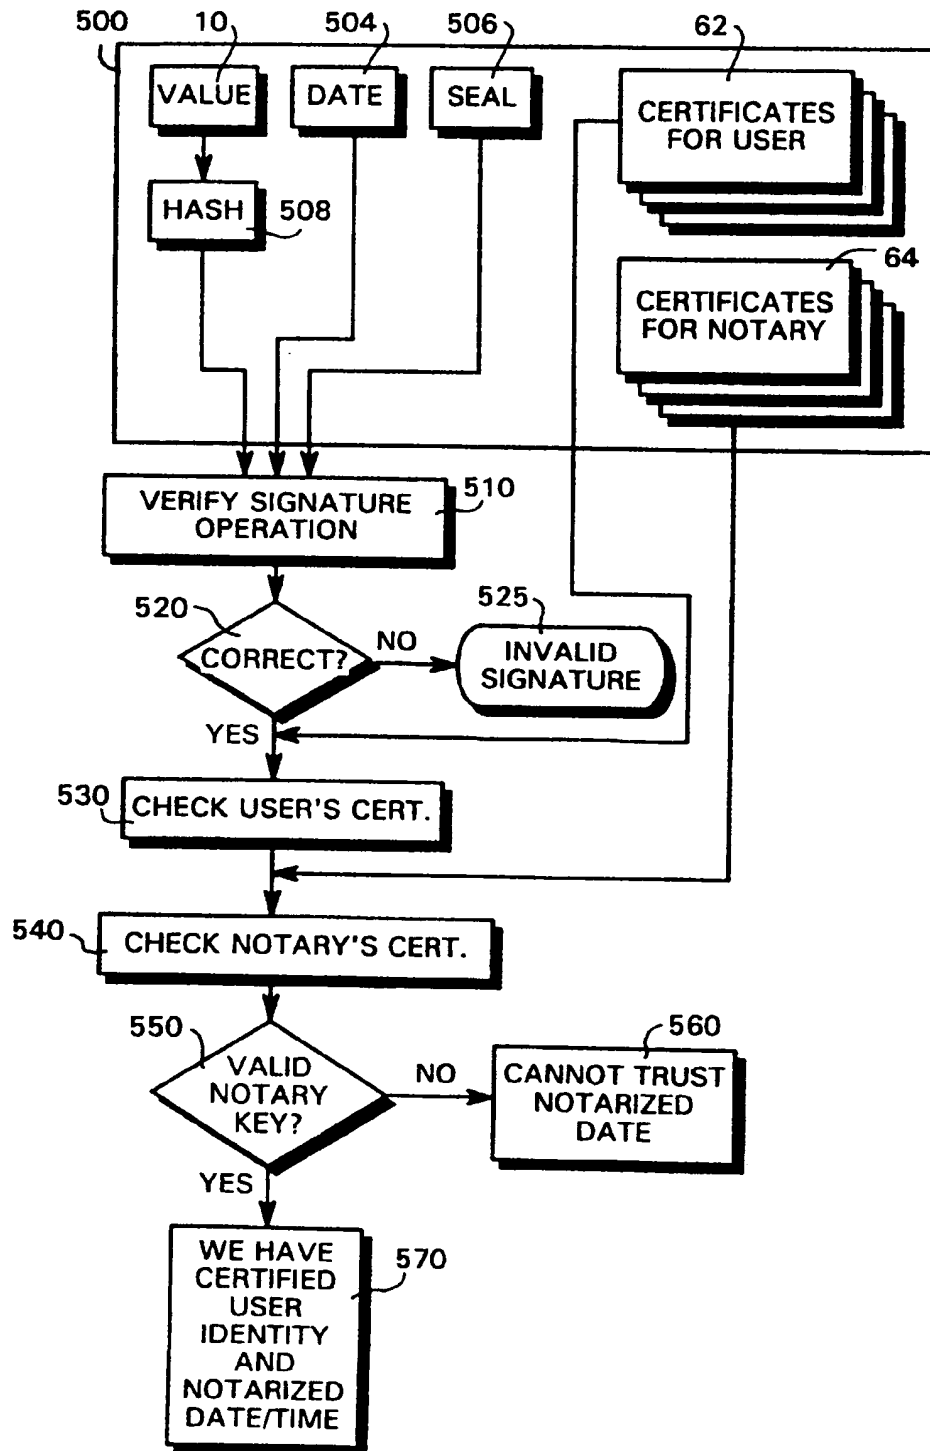 500
10
504
506
62
VALUE
DATE
SEAL
CERTIFICATES
FOR USER
HASH
508
64
CERTIFICATES
FOR NOTARY
VERIFY SIGNATURE
OPERATION
510
520
CORRECT?
NO
525
INVALID
SIGNATURE
YES
530
CHECK USER'S CERT.
540
CHECK NOTARY'S CERT.
550
VALID
NOTARY
KEY?
NO
560
CANNOT TRUST
NOTARIZED
DATE
YES
WE HAVE
CERTIFIED
USER
IDENTITY
AND
NOTARIZED
DATE/TIME
570